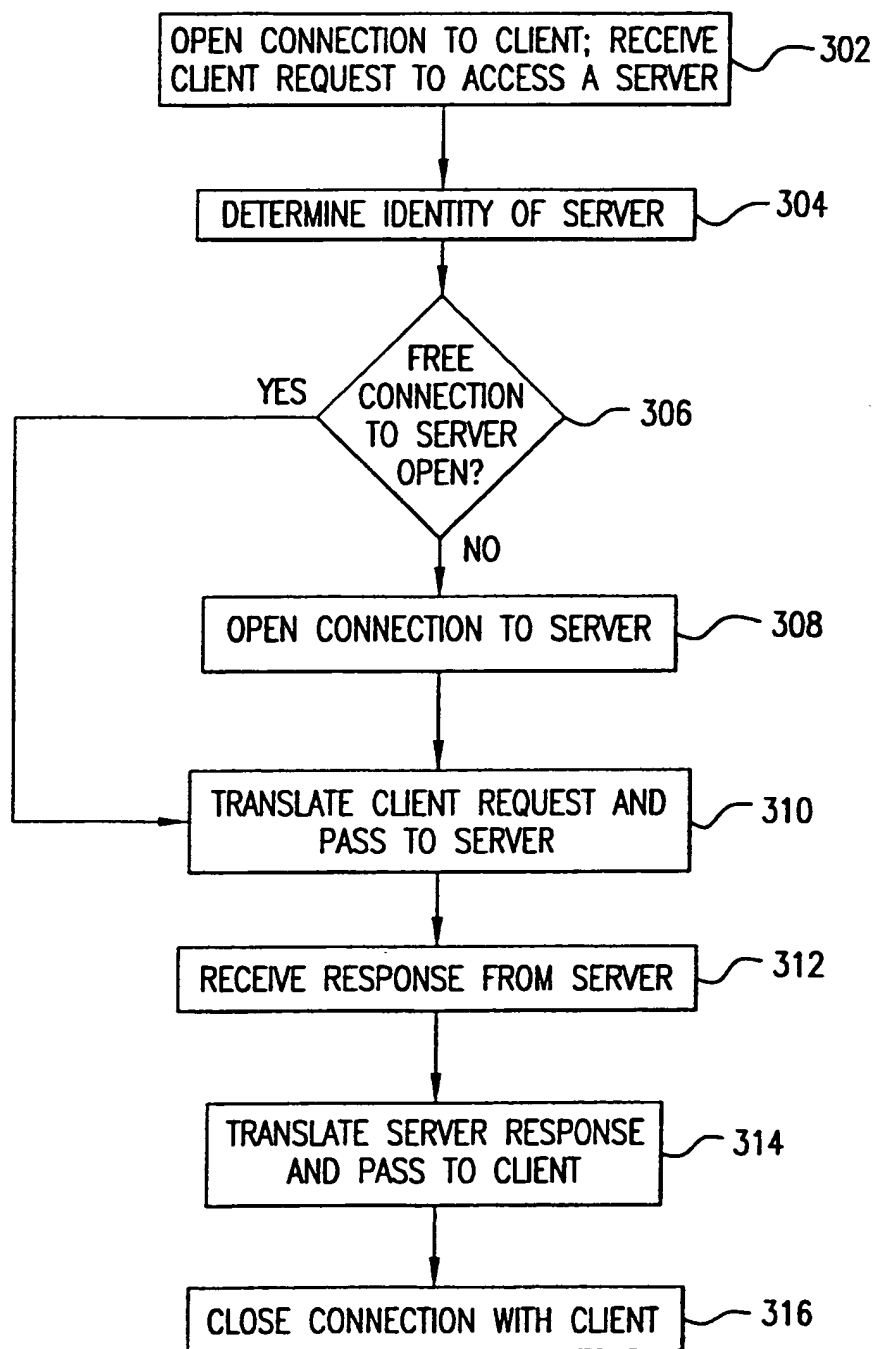 OPEN CONNECTION TO CLIENT; RECEIVE
CLIENT REQUEST TO ACCESS A SERVER
302
DETERMINE IDENTITY OF SERVER
304
FREE
CONNECTION
TO SERVER
OPEN?
306
YES
NO
OPEN CONNECTION TO SERVER
308
TRANSLATE CLIENT REQUEST AND
PASS TO SERVER
310
RECEIVE RESPONSE FROM SERVER
312
TRANSLATE SERVER RESPONSE
AND PASS TO CLIENT
314
CLOSE CONNECTION WITH CLIENT
316